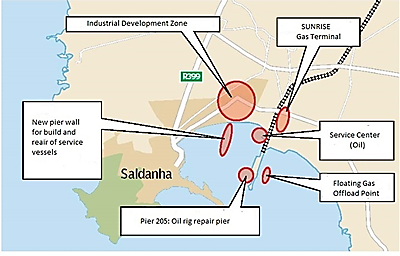 Industrial Development Zone
SUNRISE
Gas Terminal
R399
New pier wall
for build and
reair of service
vessels
Service Center
(Oil)
Saldanha
Floating Gas
Offload Point
Pier 205: Oil rig repair pier